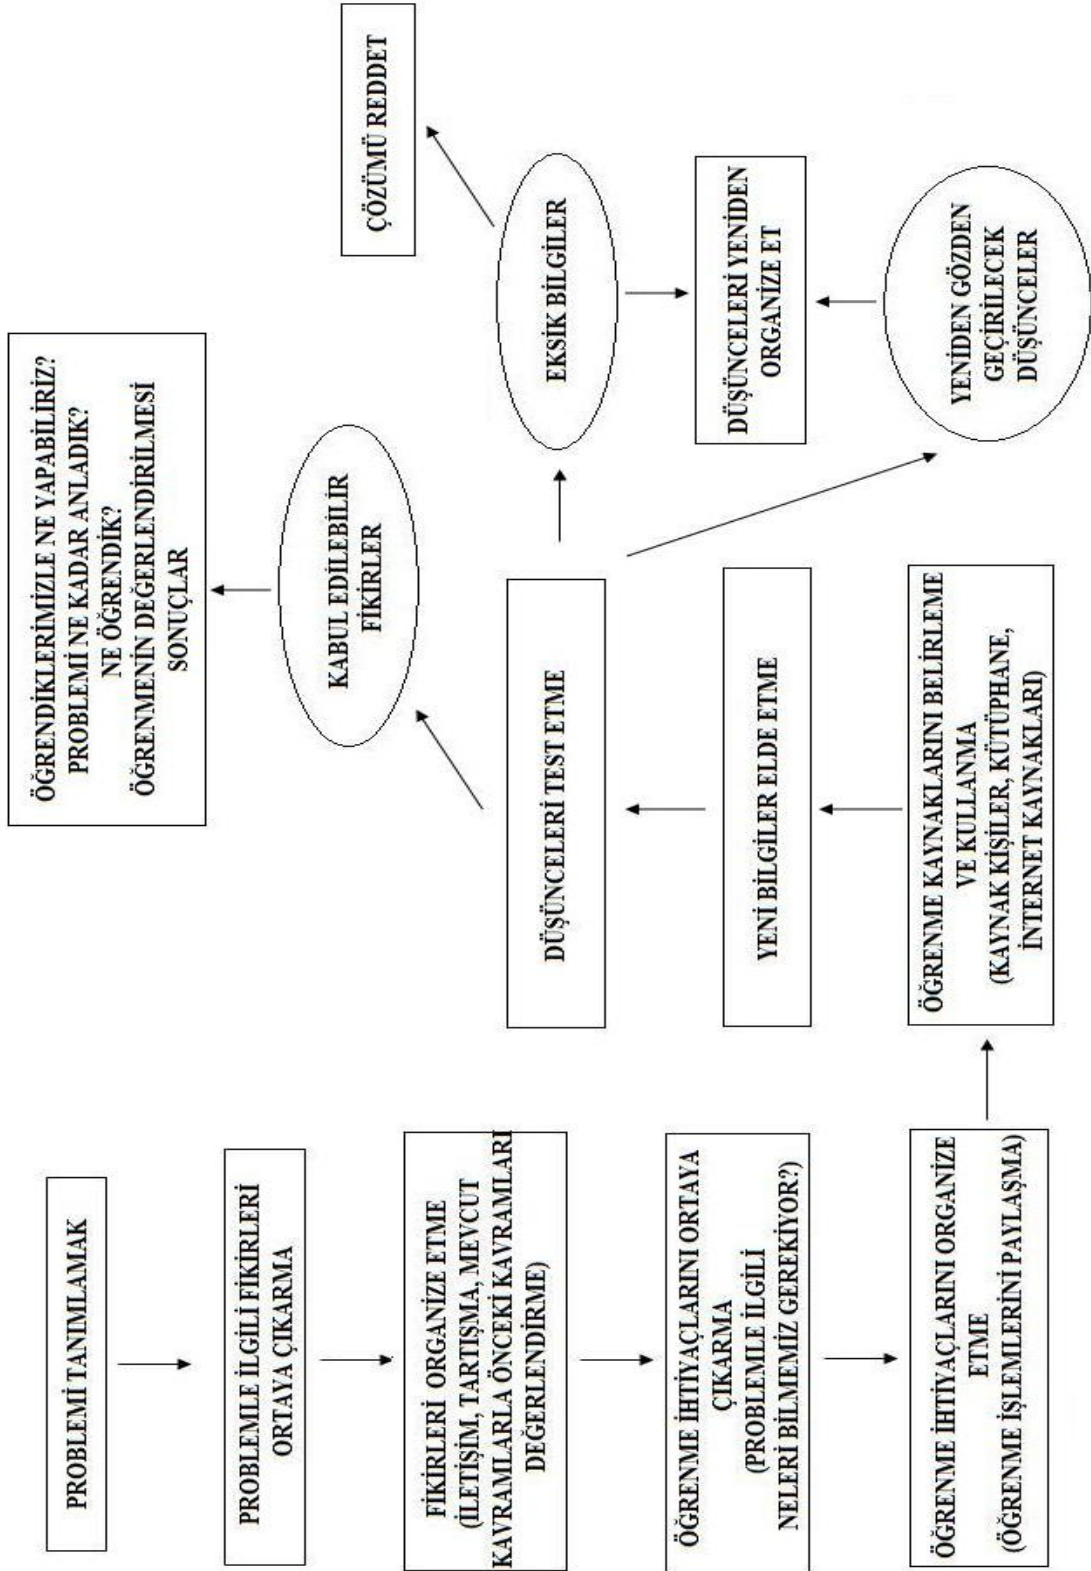 PROBLEMİ TANIMLAMAK
PROBLEMLE İLGİLİ FİKİRLERİ
ORTAYA ÇIKARMA
FİKİRLERİ ORGANİZE ETME
(İLETİŞİM, TARTIŞMA, MEVCUT
KAVRAMLARLA ÖNCEKİ KAVRAMLARI
DEĞERLENDİRME)
ÖĞRENME İHTİYAÇLARINI ORTAYA
ÇIKARMA
(PROBLEMLE İLGİLİ
NELERİ BİLMEMİZ GEREKİYOR?)
ÖĞRENME İHTİYAÇLARINI ORGANİZE
ETME
(ÖĞRENME İŞLEMLERİNİ PAYLAŞMA)
ÖĞRENME KAYNAKLARINI BELİRLEME
VE KULLANMA
(KAYNAK KİŞİLER, KÜTÜPHANE,
İNTERNET KAYNAKLARI)
YENİ BİLGİLER ELDE ETME
DÜŞÜNCELERİ TEST ETME
KABUL EDİLEBİLİR
FİKİRLER
ÖĞRENDİKLERİMİZLE NE YAPABİLİRİZ?
PROBLEMİ NE KADAR ANLADIK?
NE ÖĞRENDİK?
ÖĞRENMENİN DEĞERLENDİRİLMESİ
SONUÇLAR
ÇÖZÜMÜ REDDET
EKSİK BİLGİLER
DÜŞÜNCELERİ YENİDEN
ORGANİZE ET
YENİDEN GÖZDEN
GEÇİRİLECEK
DÜŞÜNCELER